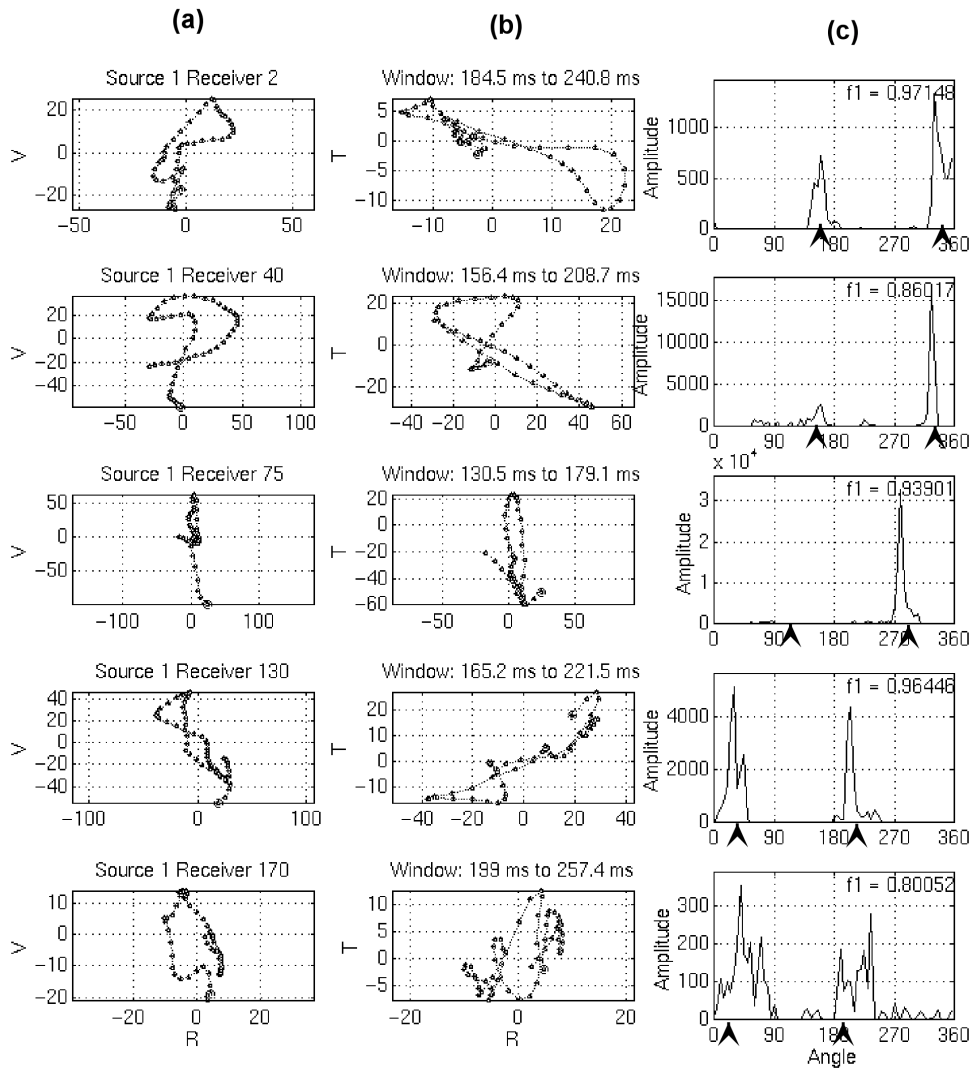 (a) (b) (c)
Source 1 Receiver 2
20
0
−20
V
−50 0 50
Window: 184.5 ms to 240.8 ms
5
0
−5
−10
T
−10 0 10 20
f1 = 0.97148
1000
500
0
Amplitude
0 90 180 270 360
Source 1 Receiver 40
20
0
−20
−40
V
−50 0 50 100
Window: 156.4 ms to 208.7 ms
20
0
−20
T
−40 −20 0 20 40 60
f1 = 0.86017
15000
10000
5000
0
Amplitude
0 90 180 270 360
Source 1 Receiver 75
50
0
−50
V
−100 0 100
Window: 130.5 ms to 179.1 ms
20
0
−20
−40
−60
T
−50 0 50
x 10⁴
f1 = 0.93901
3
2
1
0
Amplitude
0 90 180 270 360
Source 1 Receiver 130
40
20
0
−20
−40
V
−100 0 100
Window: 165.2 ms to 221.5 ms
20
10
0
−10
T
−40 −20 0 20 40
f1 = 0.96446
4000
2000
0
Amplitude
0 90 180 270 360
Source 1 Receiver 170
10
0
−10
−20
V
−20 0 20
R
Window: 199 ms to 257.4 ms
10
5
0
−5
T
−20 0 20
R
f1 = 0.80052
300
200
100
0
Amplitude
0 90 180 270 360
Angle